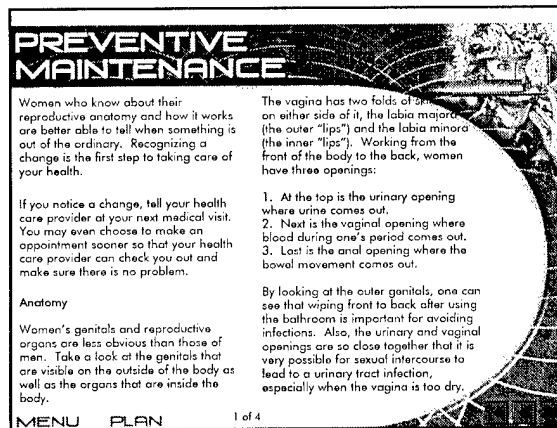 PREVENTIVE
MAINTENANCE
Women who know about their
reproductive anatomy and how it works
are better able to tell when something is
out of the ordinary. Recognizing a
change is the first step to taking care of
your health.
If you notice a change, tell your health
care provider at your next medical visit.
You may even choose to make an
appointment sooner so that your health
care provider can check you out and
make sure there is no problem.
Anatomy
Women's genitals and reproductive
organs are less obvious than those of
men. Take a look at the genitals that
are visible on the outside of the body as
well as the organs that are inside the
body.
The vagina has two folds of skin
on either side of it, the labia majora
(the outer "lips") and the labia minora
(the inner "lips"). Working from the
front of the body to the back, women
have three openings:
1. At the top is the urinary opening
where urine comes out.
2. Next is the vaginal opening where
blood during one's period comes out.
3. Last is the anal opening where the
bowal movement comes out.
By looking at the outer genitals, one can
see that wiping front to back after using
the bathroom is important for avoiding
infections. Also, the urinary and vaginal
openings are so close together that it is
very possible for sexual intercourse to
lead to a urinary tract infection,
especially when the vagina is too dry.
MENU PLAN 1 of 4